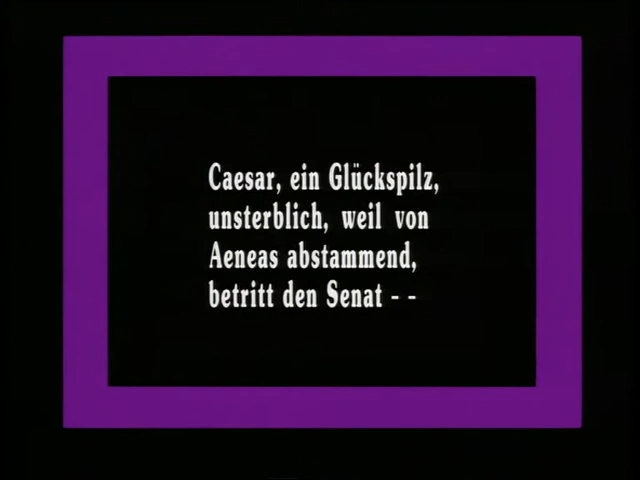 Caesar, ein Glückspilz,
unsterblich, weil von
Aeneas abstammend,
betritt den Senat - -